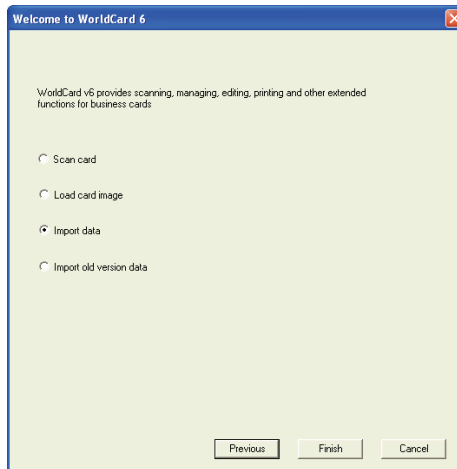 Welcome to WorldCard 6
WorldCard v6 provides scanning, managing, editing, printing and other extended
functions for business cards
Scan card
Load card image
Import data
Import old version data
Previous Finish Cancel